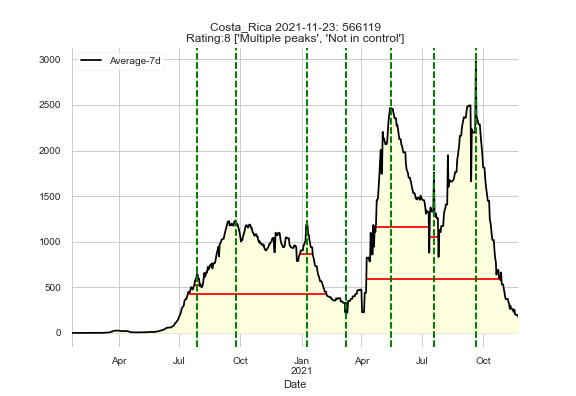 Costa_Rica 2021-11-23: 566119
Rating:8 ['Multiple peaks', 'Not in control']
Average-7d
3000
2500
2000
1500
1000
500
0
Apr Jul Oct Jan Apr Jul Oct
2021
Date